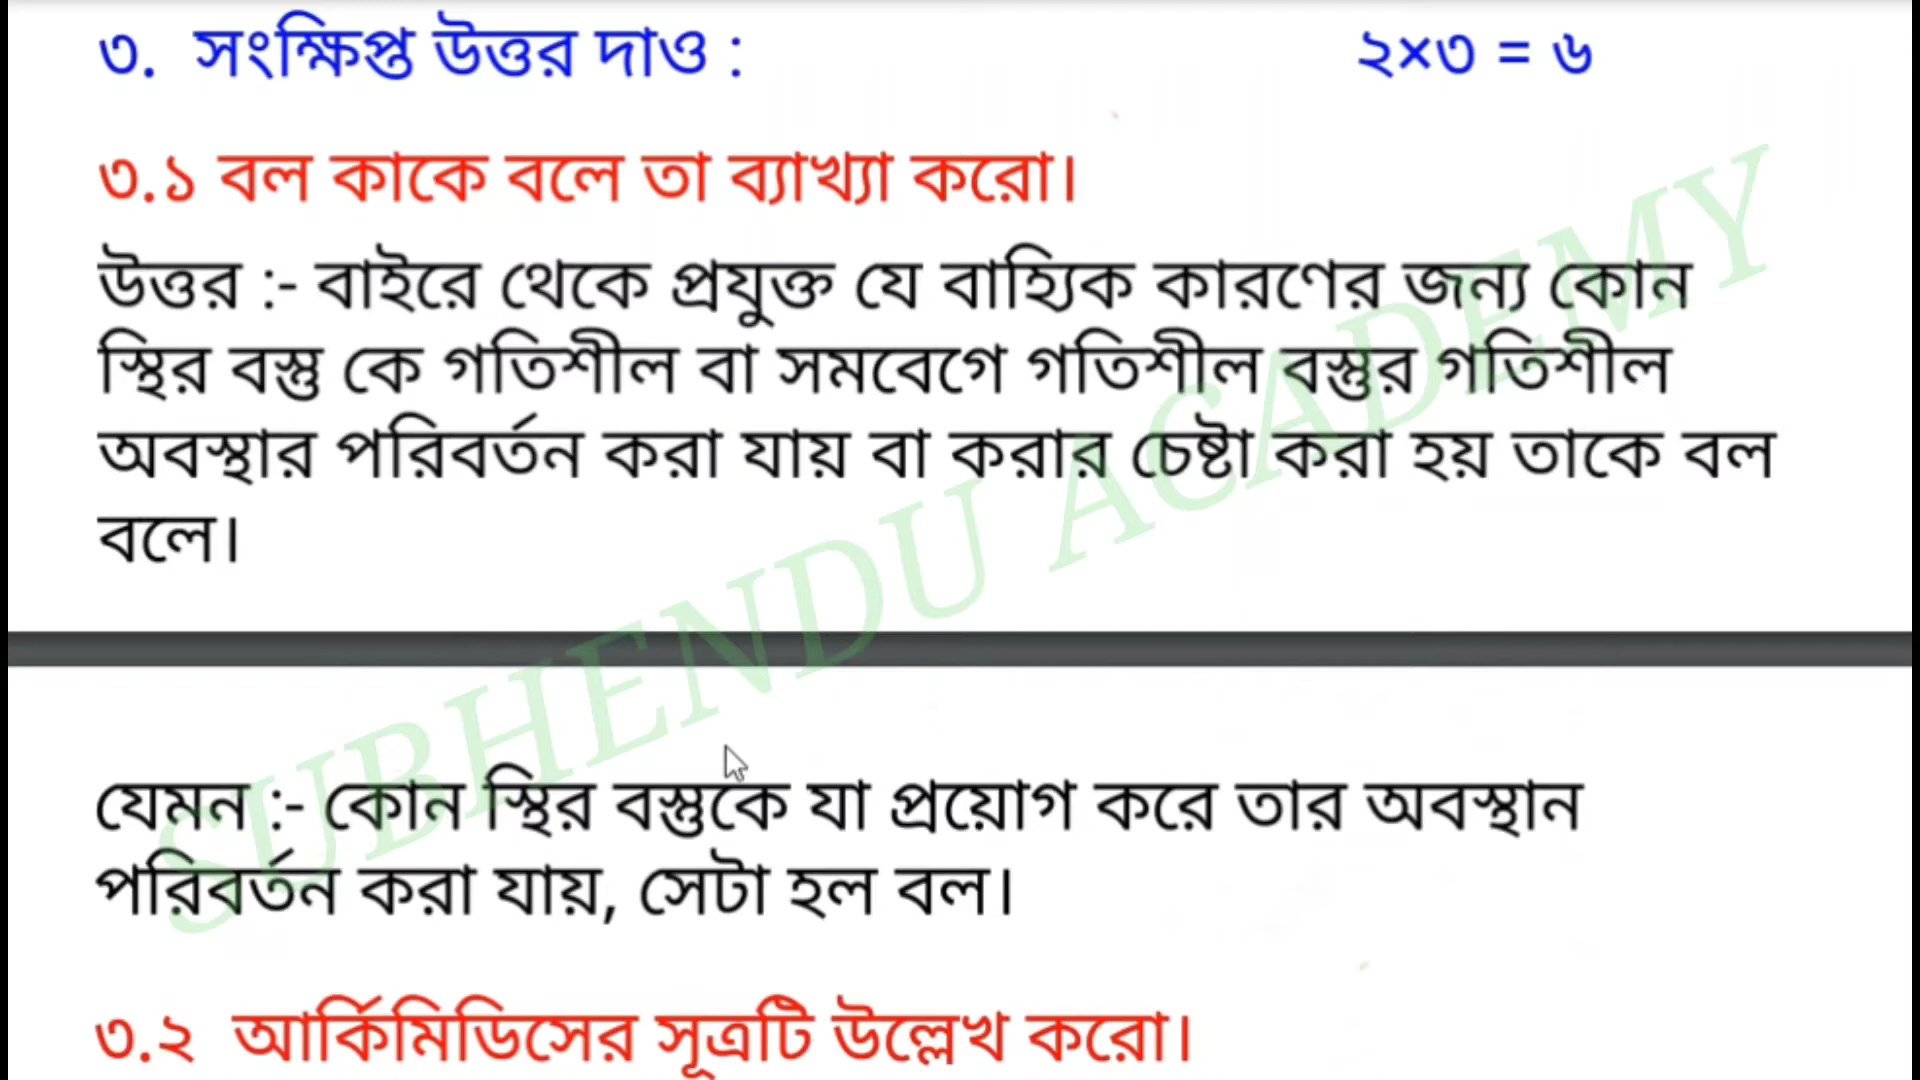 ৩. সংক্ষিপ্ত উত্তর দাও : ২×৩ = ৬
৩.১ বল কাকে বলে তা ব্যাখ্যা করো।
উত্তর :- বাইরে থেকে প্রযুক্ত যে বাহ্যিক কারণের জন্য কোন
স্থির বস্তু কে গতিশীল বা সমবেগে গতিশীল বস্তুর গতিশীল
অবস্থার পরিবর্তন করা যায় বা করার চেষ্টা করা হয় তাকে বল
বলে।
SUBHENDU ACADEMY
যেমন :- কোন স্থির বস্তুকে যা প্রয়োগ করে তার অবস্থান
পরিবর্তন করা যায়, সেটা হল বল।
৩.২ আর্কিমিডিসের সূত্রটি উল্লেখ করো।